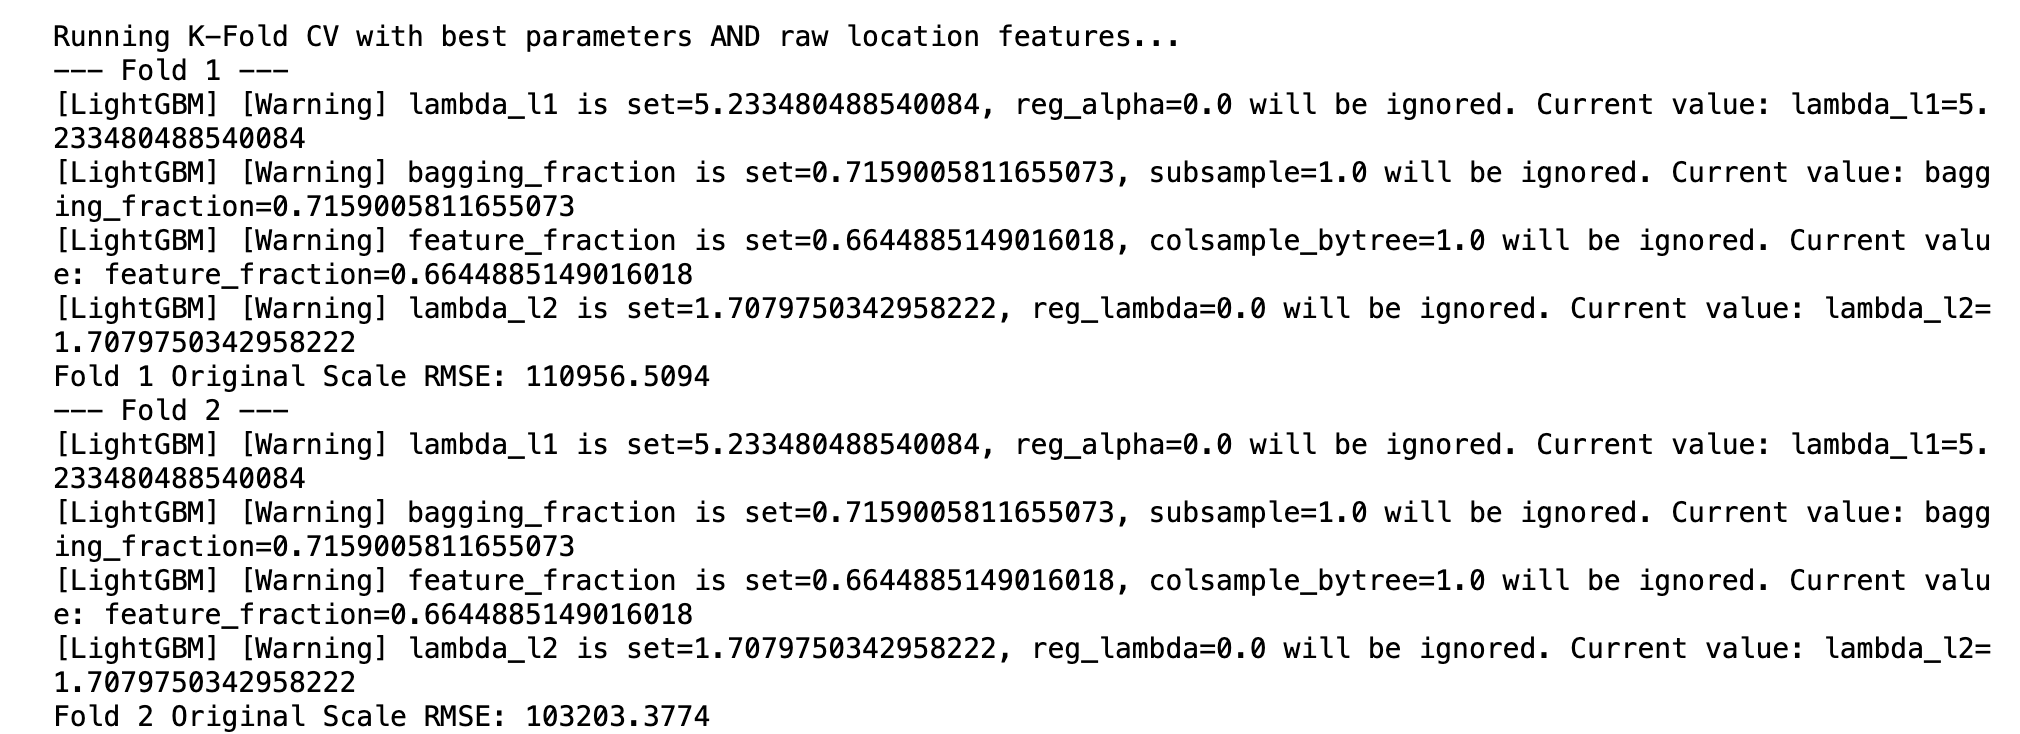 Running K-Fold CV with best parameters AND raw location features...
--- Fold 1 ---
[LightGBM] [Warning] lambda_l1 is set=5.233480488540084, reg_alpha=0.0 will be ignored. Current value: lambda_l1=5.
233480488540084
[LightGBM] [Warning] bagging_fraction is set=0.7159005811655073, subsample=1.0 will be ignored. Current value: bagg
ing_fraction=0.7159005811655073
[LightGBM] [Warning] feature_fraction is set=0.6644885149016018, colsample_bytree=1.0 will be ignored. Current valu
e: feature_fraction=0.6644885149016018
[LightGBM] [Warning] lambda_l2 is set=1.7079750342958222, reg_lambda=0.0 will be ignored. Current value: lambda_l2=
1.7079750342958222
Fold 1 Original Scale RMSE: 110956.5094
--- Fold 2 ---
[LightGBM] [Warning] lambda_l1 is set=5.233480488540084, reg_alpha=0.0 will be ignored. Current value: lambda_l1=5.
233480488540084
[LightGBM] [Warning] bagging_fraction is set=0.7159005811655073, subsample=1.0 will be ignored. Current value: bagg
ing_fraction=0.7159005811655073
[LightGBM] [Warning] feature_fraction is set=0.6644885149016018, colsample_bytree=1.0 will be ignored. Current valu
e: feature_fraction=0.6644885149016018
[LightGBM] [Warning] lambda_l2 is set=1.7079750342958222, reg_lambda=0.0 will be ignored. Current value: lambda_l2=
1.7079750342958222
Fold 2 Original Scale RMSE: 103203.3774